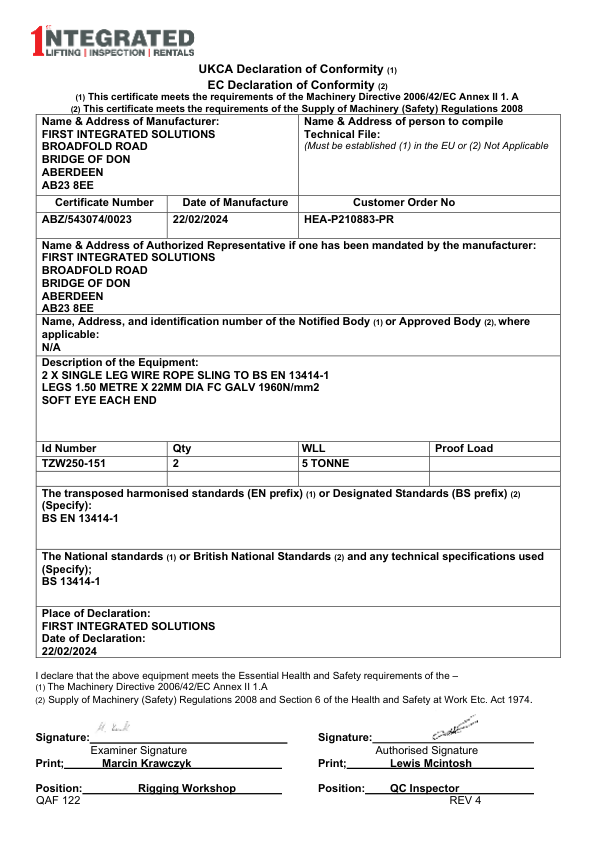 1ST INTEGRATED
LIFTING | INSPECTION | RENTALS
UKCA Declaration of Conformity (1)
EC Declaration of Conformity (2)
(1) This certificate meets the requirements of the Machinery Directive 2006/42/EC Annex II 1. A
(2) This certificate meets the requirements of the Supply of Machinery (Safety) Regulations 2008
Name & Address of Manufacturer:
FIRST INTEGRATED SOLUTIONS
BROADFOLD ROAD
BRIDGE OF DON
ABERDEEN
AB23 8EE
Name & Address of person to compile
Technical File:
(Must be established (1) in the EU or (2) Not Applicable
Certificate Number Date of Manufacture Customer Order No
ABZ/543074/0023 22/02/2024 HEA-P210883-PR
Name & Address of Authorized Representative if one has been mandated by the manufacturer:
FIRST INTEGRATED SOLUTIONS
BROADFOLD ROAD
BRIDGE OF DON
ABERDEEN
AB23 8EE
Name, Address, and identification number of the Notified Body (1) or Approved Body (2), where
applicable:
N/A
Description of the Equipment:
2 X SINGLE LEG WIRE ROPE SLING TO BS EN 13414-1
LEGS 1.50 METRE X 22MM DIA FC GALV 1960N/mm2
SOFT EYE EACH END
Id Number Qty WLL Proof Load
TZW250-151 2 5 TONNE
The transposed harmonised standards (EN prefix) (1) or Designated Standards (BS prefix) (2)
(Specify):
BS EN 13414-1
The National standards (1) or British National Standards (2) and any technical specifications used
(Specify);
BS 13414-1
Place of Declaration:
FIRST INTEGRATED SOLUTIONS
Date of Declaration:
22/02/2024
I declare that the above equipment meets the Essential Health and Safety requirements of the –
(1) The Machinery Directive 2006/42/EC Annex II 1.A
(2) Supply of Machinery (Safety) Regulations 2008 and Section 6 of the Health and Safety at Work Etc. Act 1974.
Signature: Signature:
Examiner Signature Authorised Signature
Print; Marcin Krawczyk Print; Lewis Mcintosh
Position: Rigging Workshop Position: QC Inspector
QAF 122 REV 4